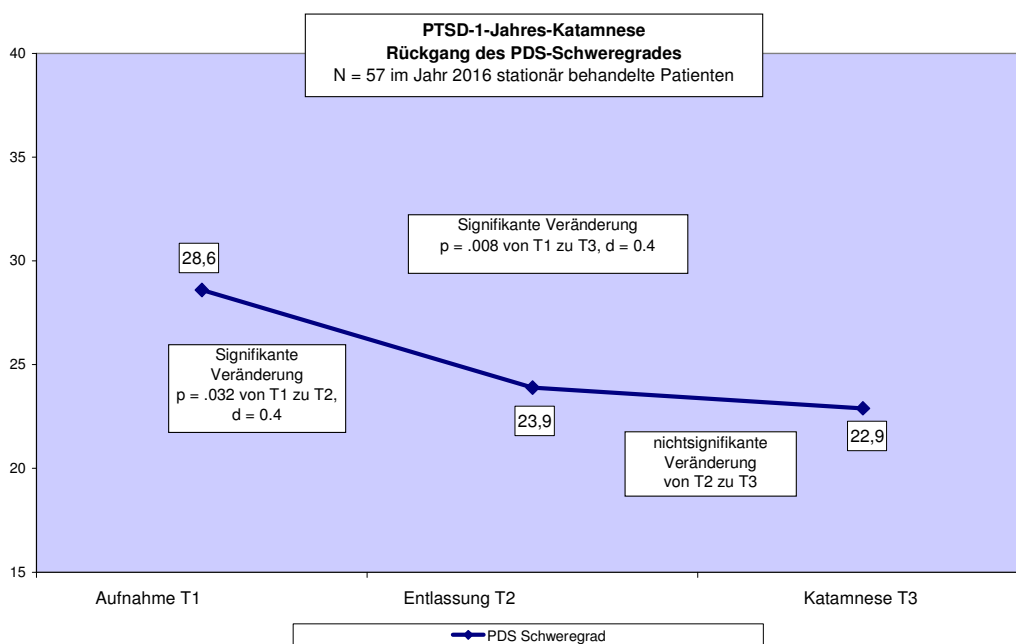 PTSD-1-Jahres-Katamnese
Rückgang des PDS-Schweregrades
N = 57 im Jahr 2016 stationär behandelte Patienten
40
35
30
25
20
15
Signifikante Veränderung
p = .008 von T1 zu T3, d = 0.4
28,6
Signifikante
Veränderung
p = .032 von T1 zu T2,
d = 0.4
23,9
22,9
nichtsignifikante
Veränderung
von T2 zu T3
Aufnahme T1
Entlassung T2
Katamnese T3
PDS Schweregrad